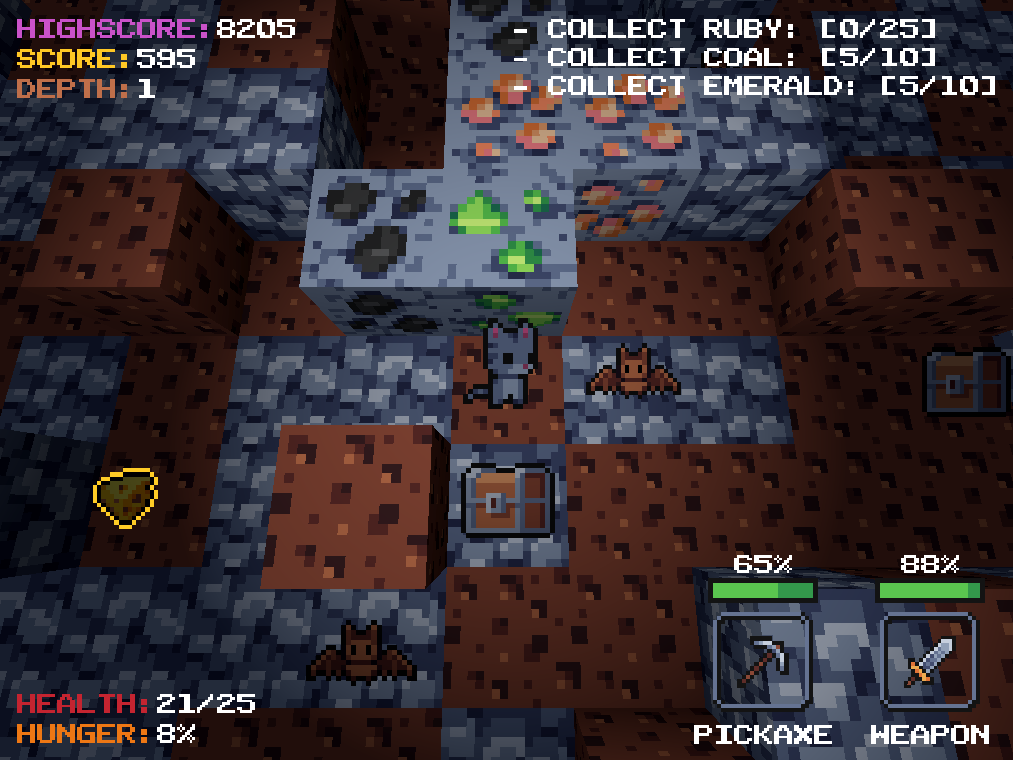 HIGHSCORE: 8205
SCORE: 595
DEPTH: 1
- COLLECT RUBY: [0/25]
- COLLECT COAL: [5/10]
- COLLECT EMERALD: [5/10]
65% 88%
HEALTH: 21/25
HUNGER: 8%
PICKAXE WEAPON